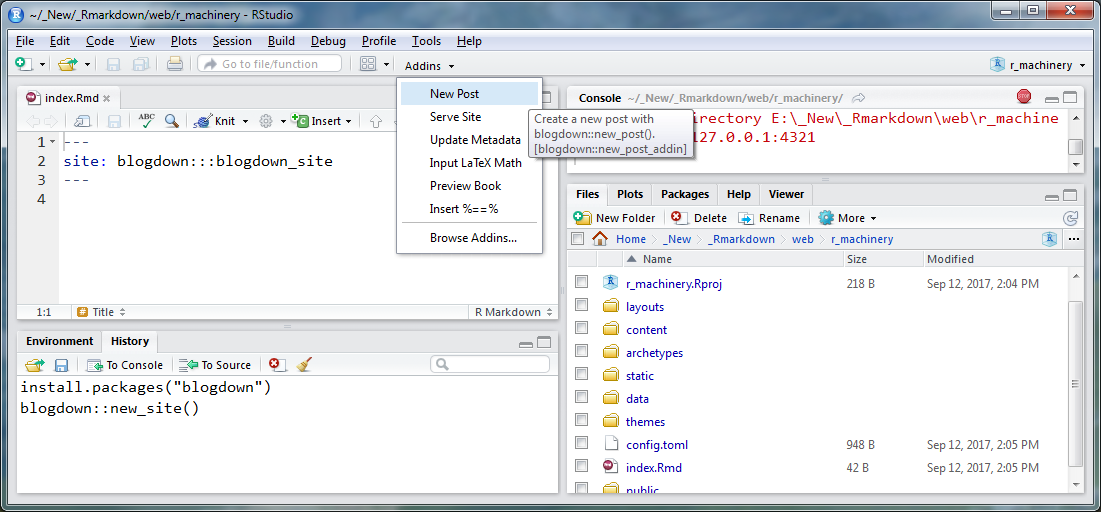 ~/_New/_Rmarkdown/web/r_machinery - RStudio
File Edit Code View Plots Session Build Debug Profile Tools Help
Go to file/function Addins r_machinery
index.Rmd
ABC Knit Insert
1 ---
2 site: blogdown:::blogdown_site
3 ---
4
1:1 # Title R Markdown
New Post
Serve Site
Update Metadata
Input LaTeX Math
Preview Book
Insert %==%
Browse Addins...
Create a new post with
blogdown::new_post().
[blogdown::new_post_addin]
Console ~/_New/_Rmarkdown/web/r_machinery/
STOP
irectory E:\_New\_Rmarkdown\web\r_machine
127.0.0.1:4321
Environment History
To Console To Source
install.packages("blogdown")
blogdown::new_site()
Files Plots Packages Help Viewer
New Folder Delete Rename More
Home _New _Rmarkdown web r_machinery
Name Size Modified
r_machinery.Rproj 218 B Sep 12, 2017, 2:04 PM
layouts
content
archetypes
static
data
themes
config.toml 948 B Sep 12, 2017, 2:05 PM
index.Rmd 42 B Sep 12, 2017, 2:05 PM
public